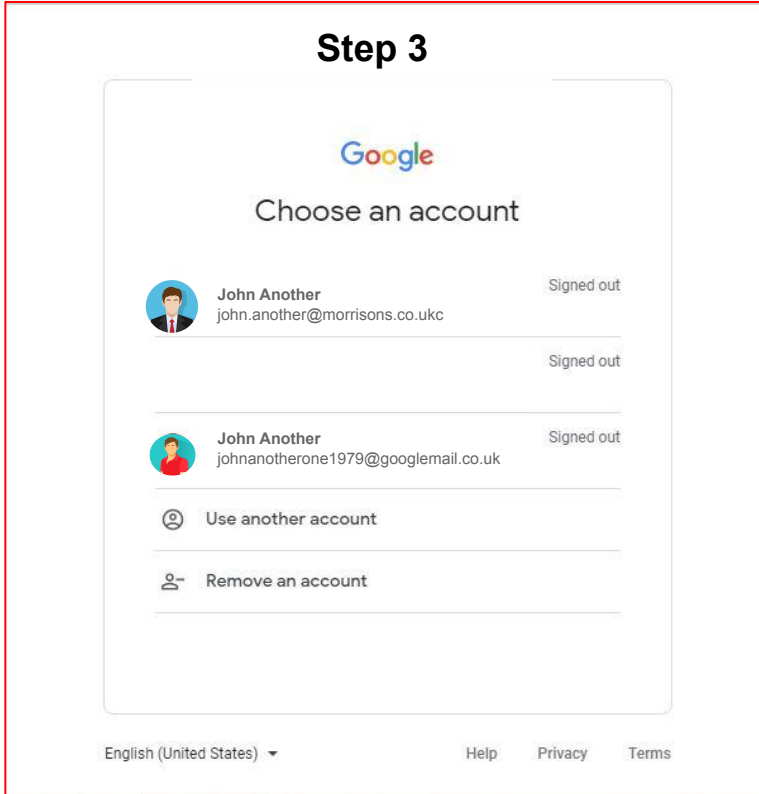 Step 3
Google
Choose an account
John Another
Signed out
john.another@morrisons.co.ukc
Signed out
John Another
Signed out
johnanotherone1979@googlemail.co.uk
Use another account
Remove an account
English (United States)
Help Privacy Terms